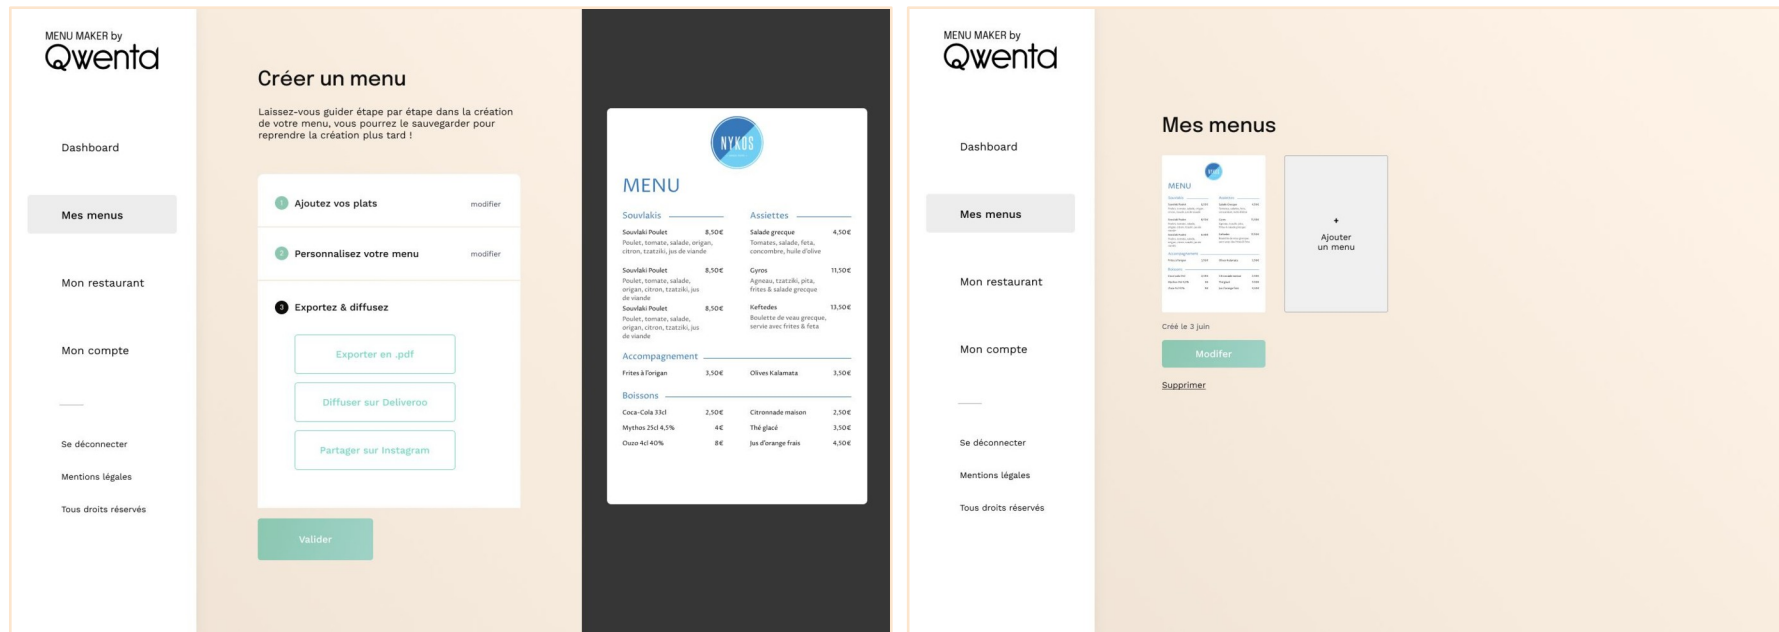 MENU MAKER by
Qwenta
Dashboard
Mes menus
Mon restaurant
Mon compte
Se déconnecter
Mentions légales
Tous droits réservés
Créer un menu
Laissez-vous guider étape par étape dans la création
de votre menu, vous pourrez le sauvegarder pour
reprendre la création plus tard !
1 Ajoutez vos plats modifier
2 Personnalisez votre menu modifier
3 Exportez & diffusez
Exporter en .pdf
Diffuser sur Deliveroo
Partager sur Instagram
Valider
NYKOS
MENU
Souvlakis
Souvlaki Poulet 8,50€
Poulet, tomate, salade, origan,
citron, tzatziki, jus de viande
Souvlaki Poulet 8,50€
Poulet, tomate, salade,
origan, citron, tzatziki, jus
de viande
Souvlaki Poulet 8,50€
Poulet, tomate, salade,
origan, citron, tzatziki, jus
de viande
Assiettes
Salade grecque 4,50€
Tomates, salade, feta,
concombre, huile d'olive
Gyros 11,50€
Agneau, tzatziki, pita,
frites & salade grecque
Keftedes 13,50€
Boulette de veau grecque,
servie avec frites & feta
Accompagnement
Frites à l'origan 3,50€ Olives Kalamata 3,50€
Boissons
Coca-Cola 33cl 2,50€ Citronnade maison 2,50€
Mythos 25cl 4,5% 4€ Thé glacé 3,50€
Ouzo 4cl 40% 8€ Jus d'orange frais 4,50€
MENU MAKER by
Qwenta
Dashboard
Mes menus
Mon restaurant
Mon compte
Se déconnecter
Mentions légales
Tous droits réservés
Mes menus
MENU
+
Ajouter
un menu
Créé le 3 juin
Modifer
Supprimer